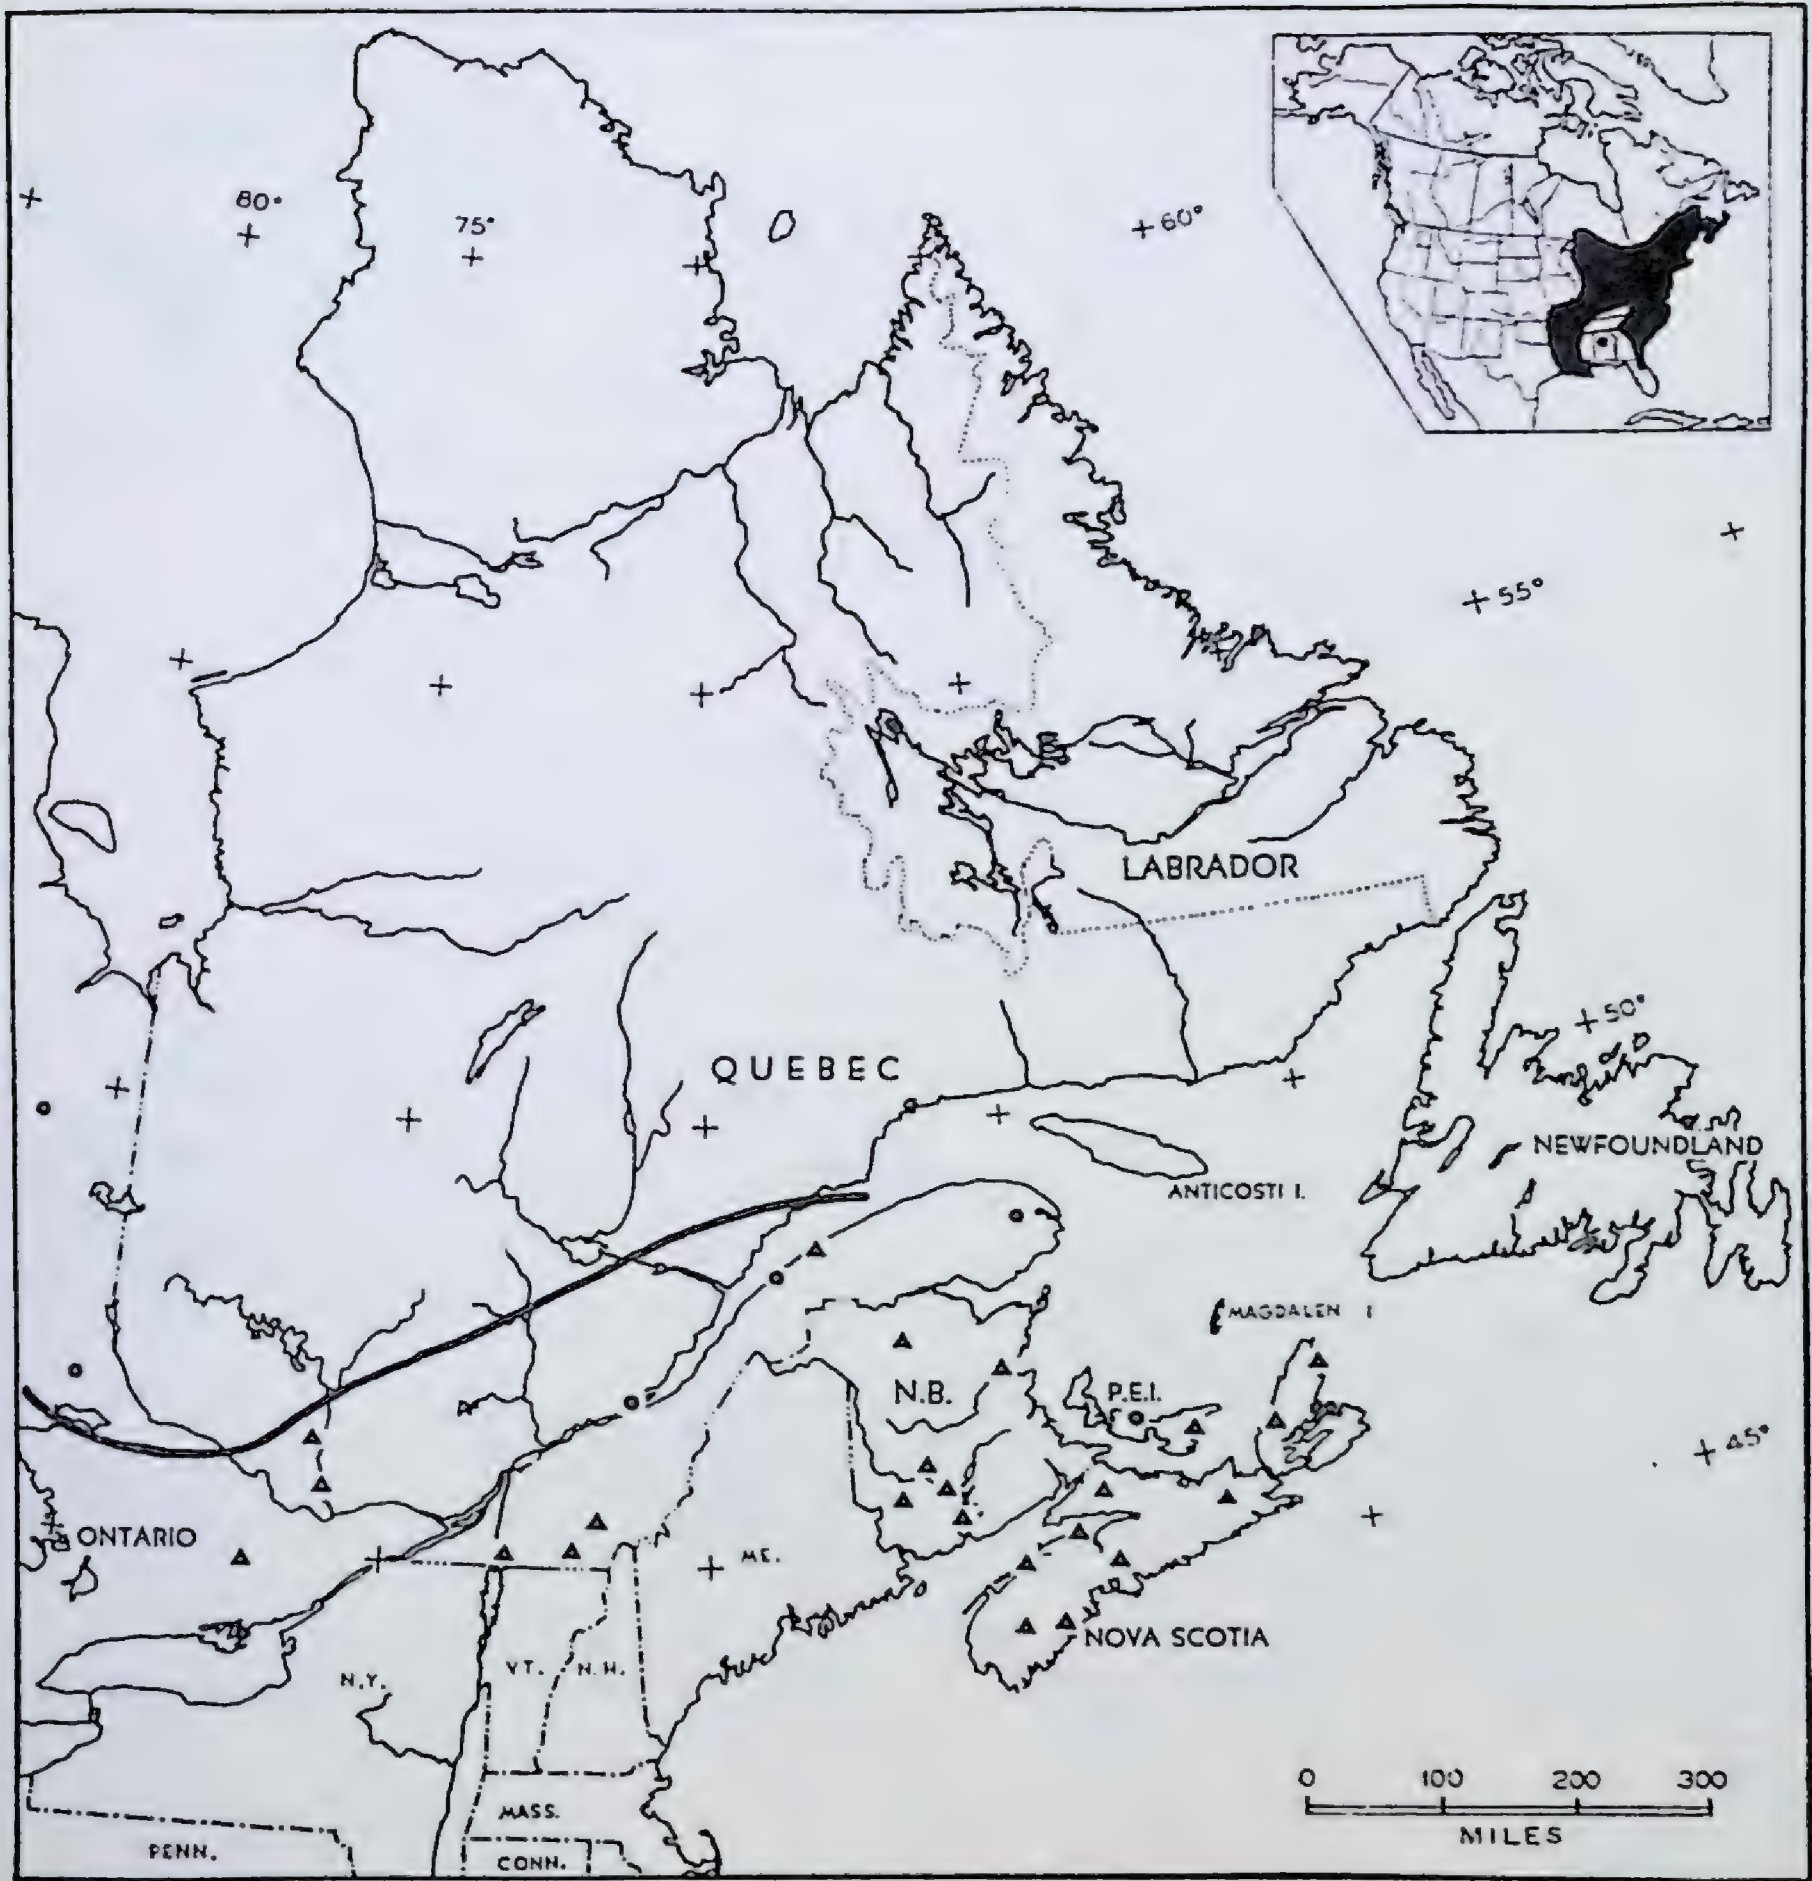 80°
75°
60°
55°
LABRADOR
50°
QUEBEC
NEWFOUNDLAND
ANTICOSTI I.
MAGDALEN I
N.B.
P.E.I.
45°
ONTARIO
ME.
NOVA SCOTIA
VT.
N.H.
N.Y.
0 100 200 300
MILES
MASS.
PENN.
CONN.